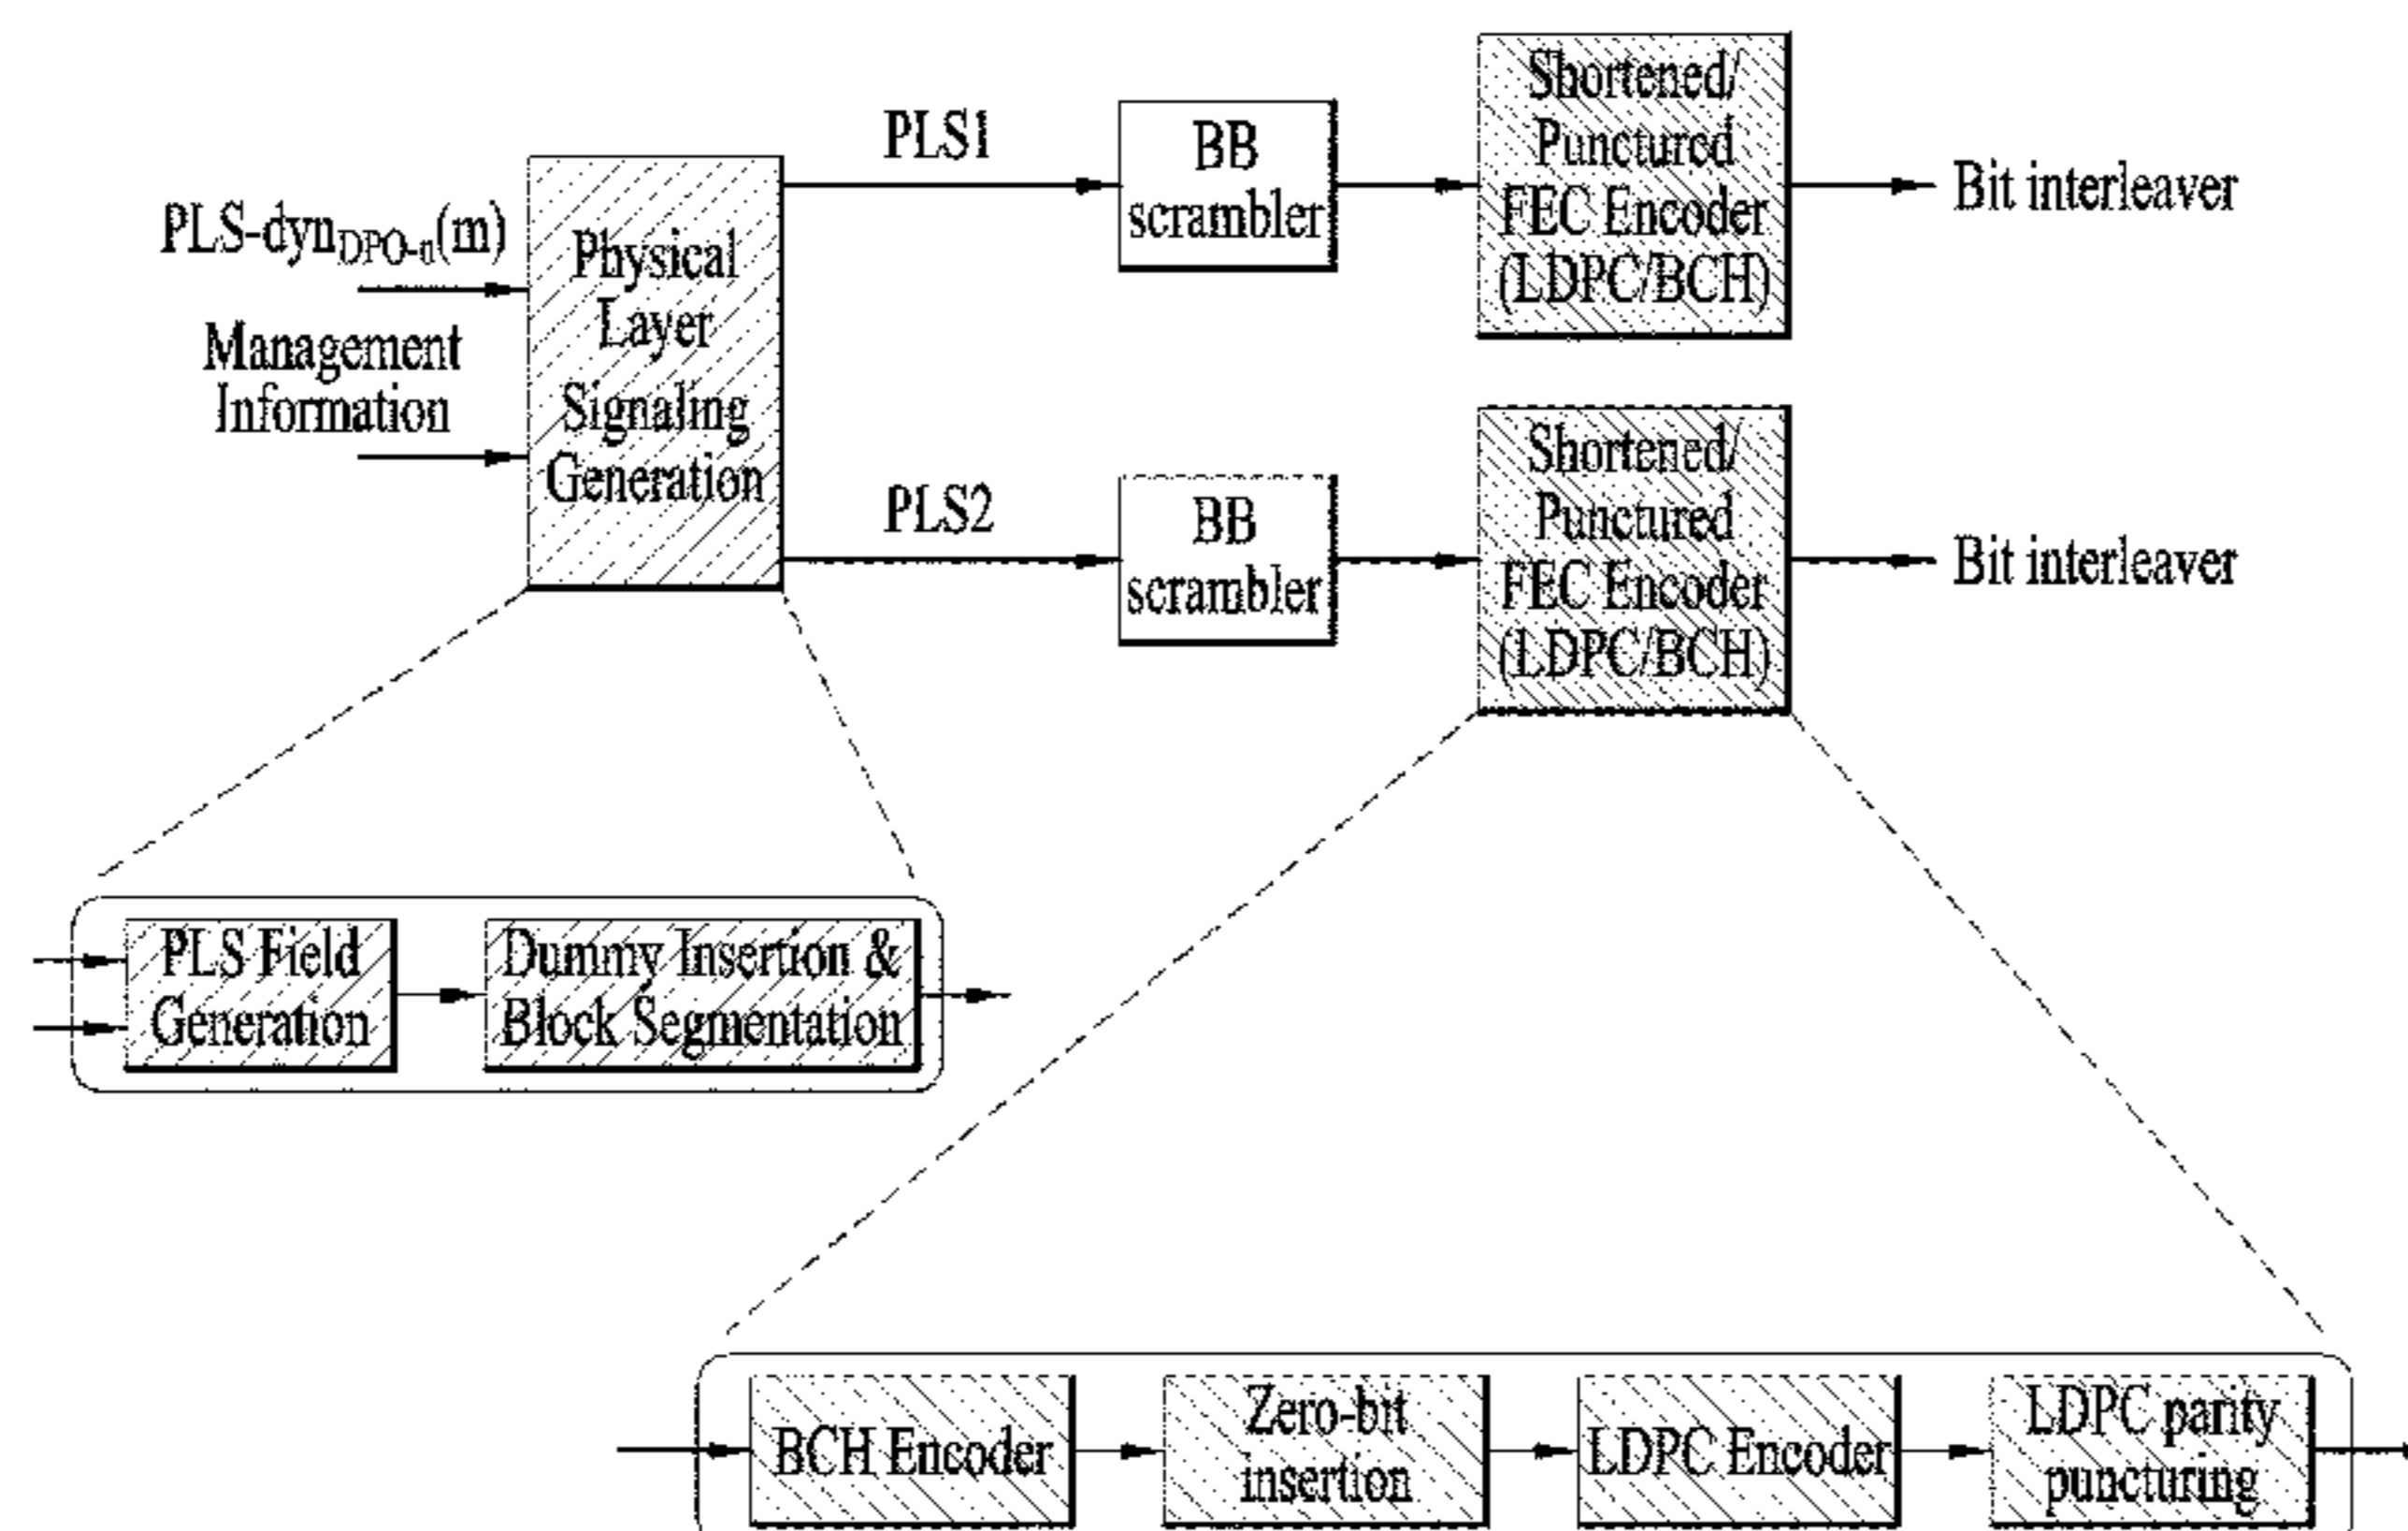 PLS-dynDPO-n(m)
Management
Information
Physical
Layer
Signaling
Generation
PLS1
BB
scrambler
Shortened/
Punctured
FEC Encoder
(LDPC/BCH)
Bit interleaver
PLS2
BB
scrambler
Shortened/
Punctured
FEC Encoder
(LDPC/BCH)
Bit interleaver
PLS Field
Generation
Dummy Insertion &
Block Segmentation
BCH Encoder
Zero-bit
insertion
LDPC Encoder
LDPC parity
puncturing